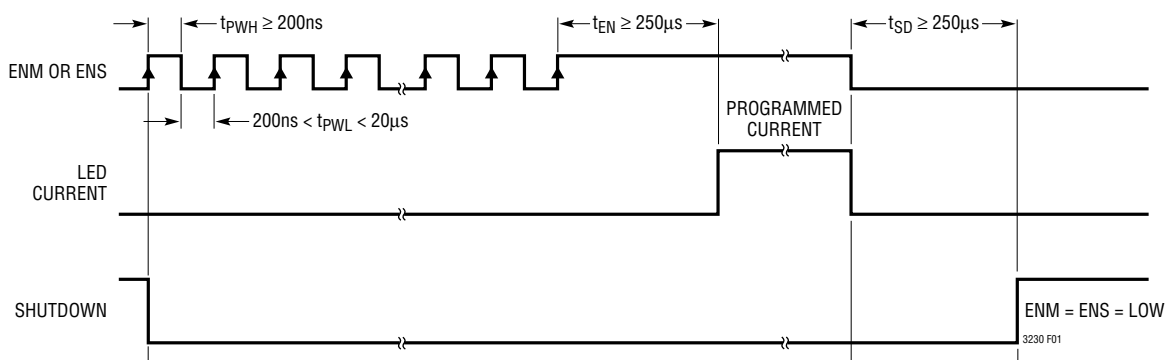 tPWH ≥ 200ns
tEN ≥ 250µs
tSD ≥ 250µs
ENM OR ENS
200ns < tPWL < 20µs
PROGRAMMED
CURRENT
LED
CURRENT
SHUTDOWN
ENM = ENS = LOW
3230 F01